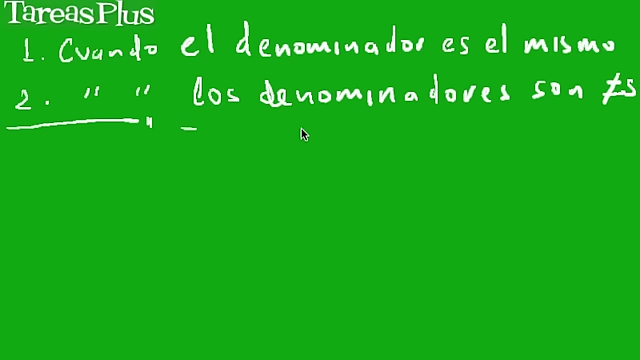 TareasPlus
1. Cuando el denominador es el mismo
2. " " los denominadores son ≠s